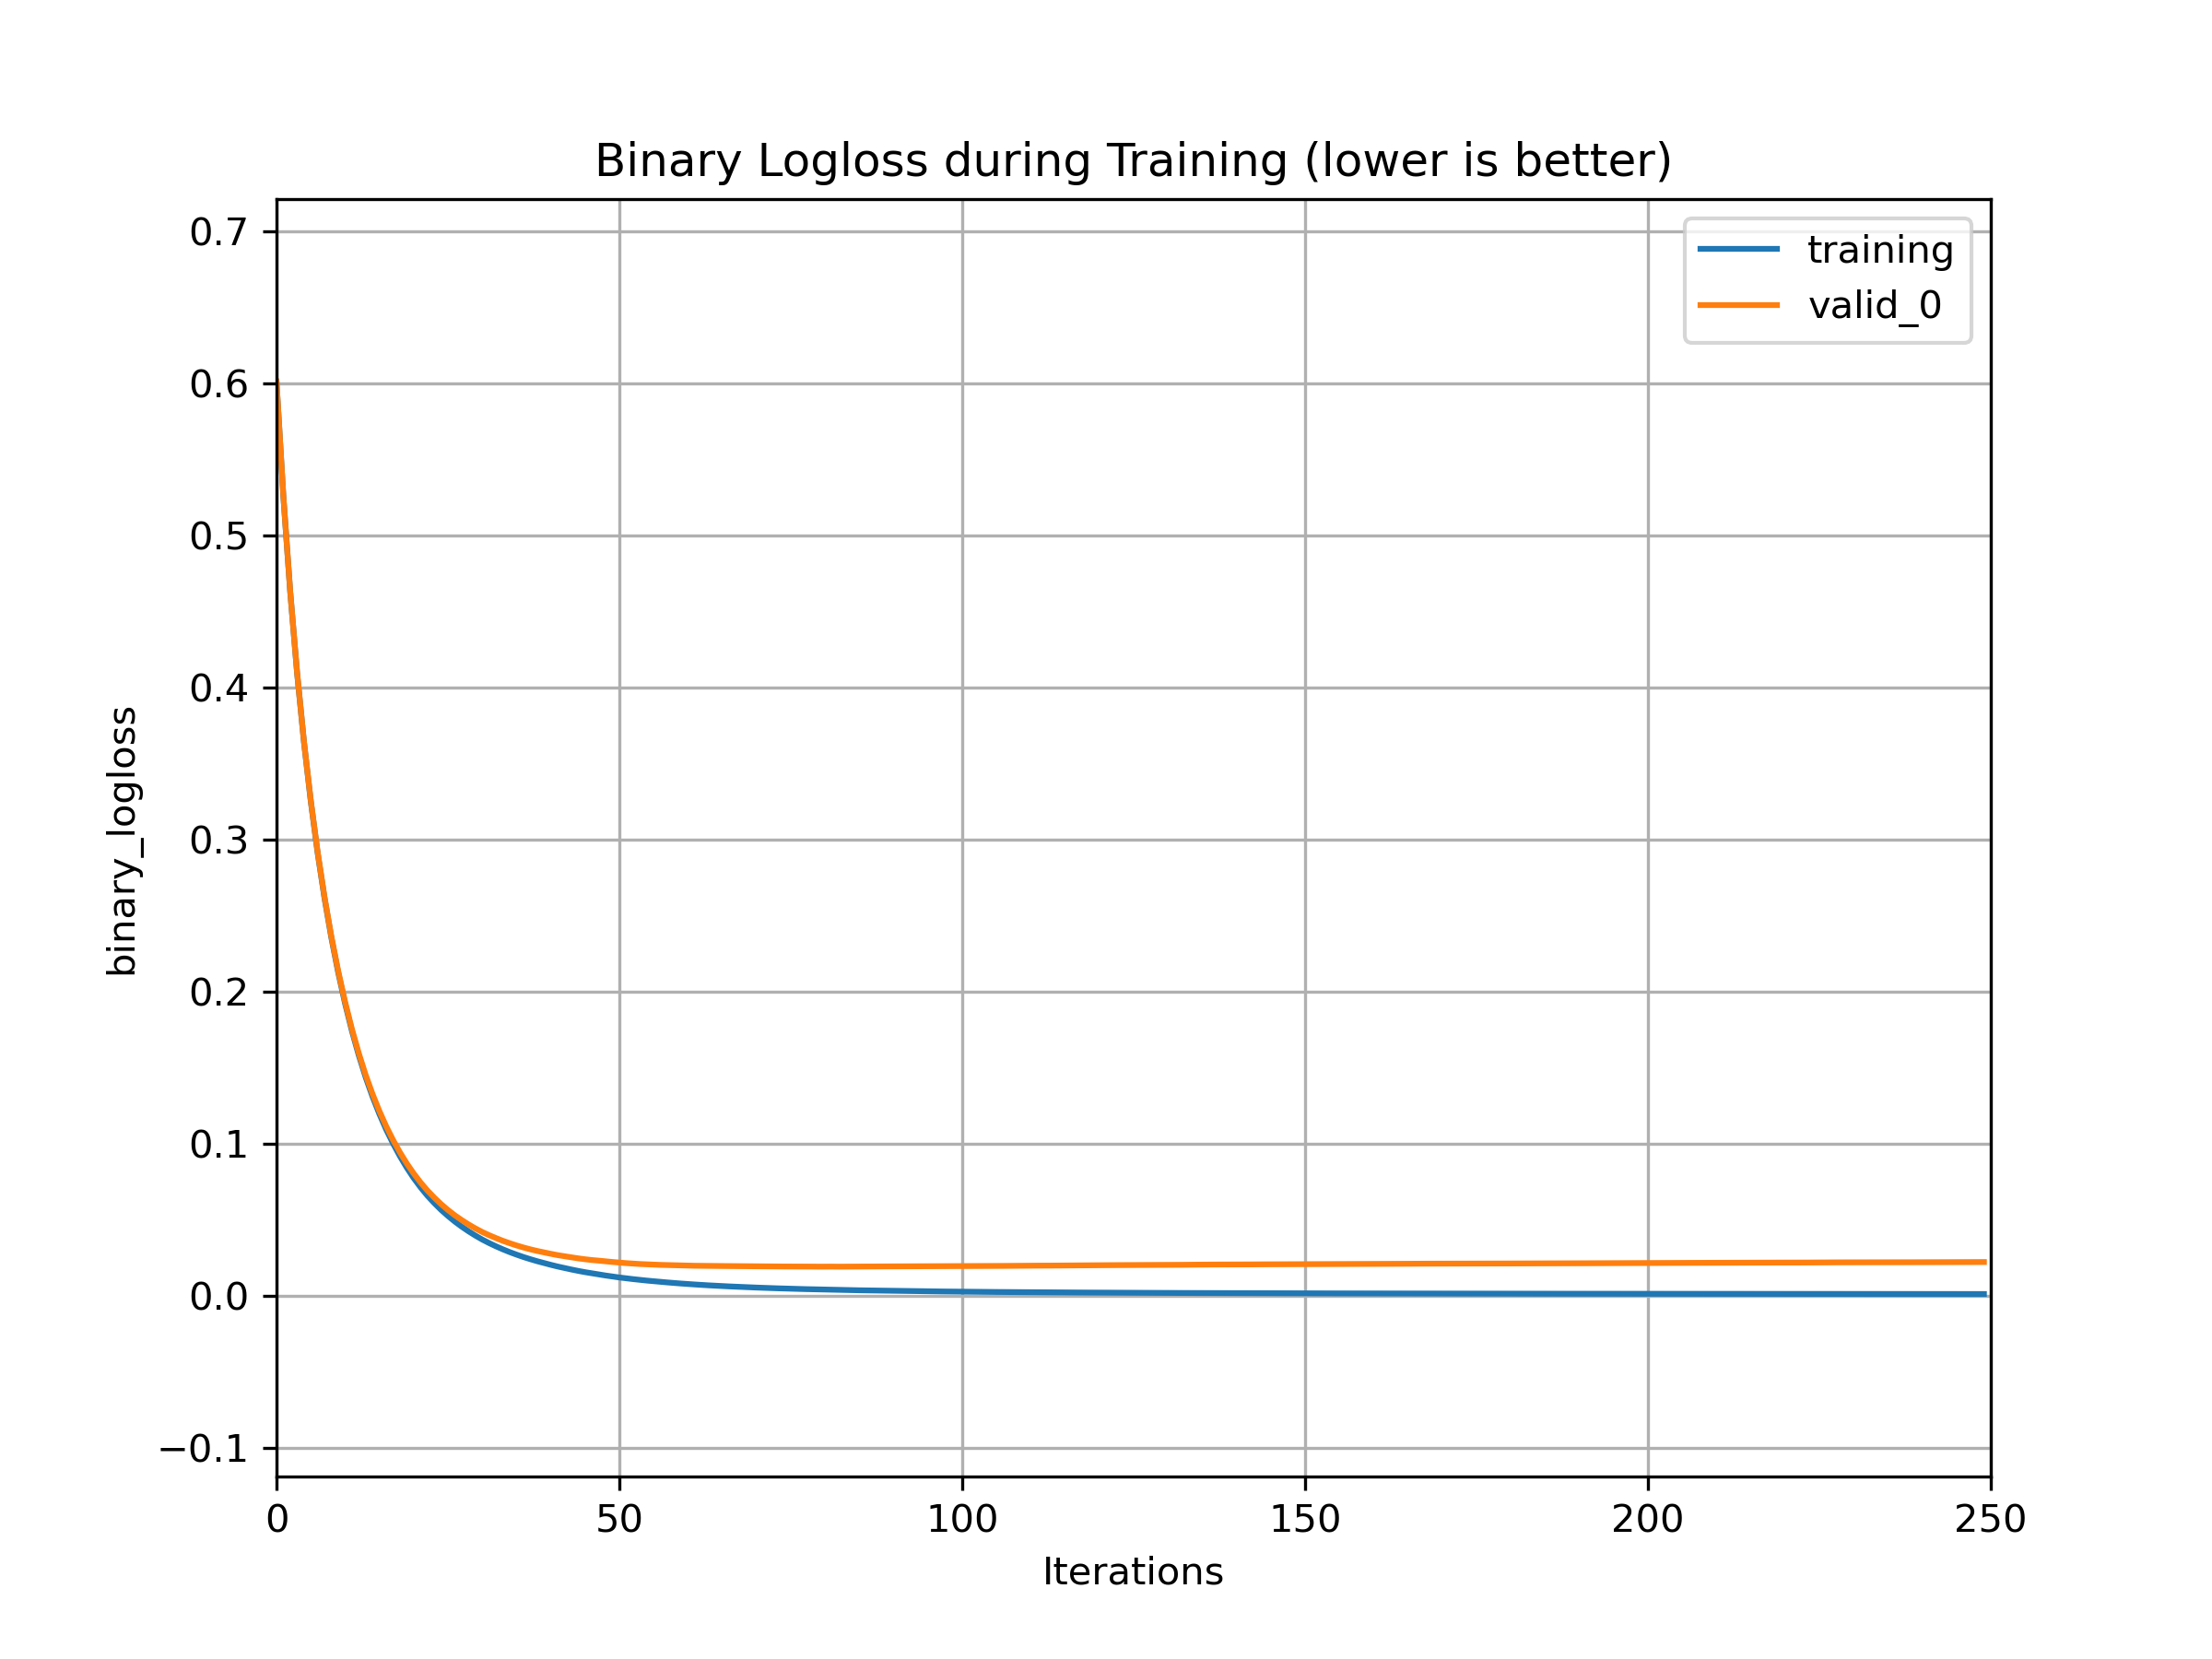 Binary Logloss during Training (lower is better)
training
valid_0
binary_logloss
0.7
0.6
0.5
0.4
0.3
0.2
0.1
0.0
−0.1
0 50 100 150 200 250
Iterations